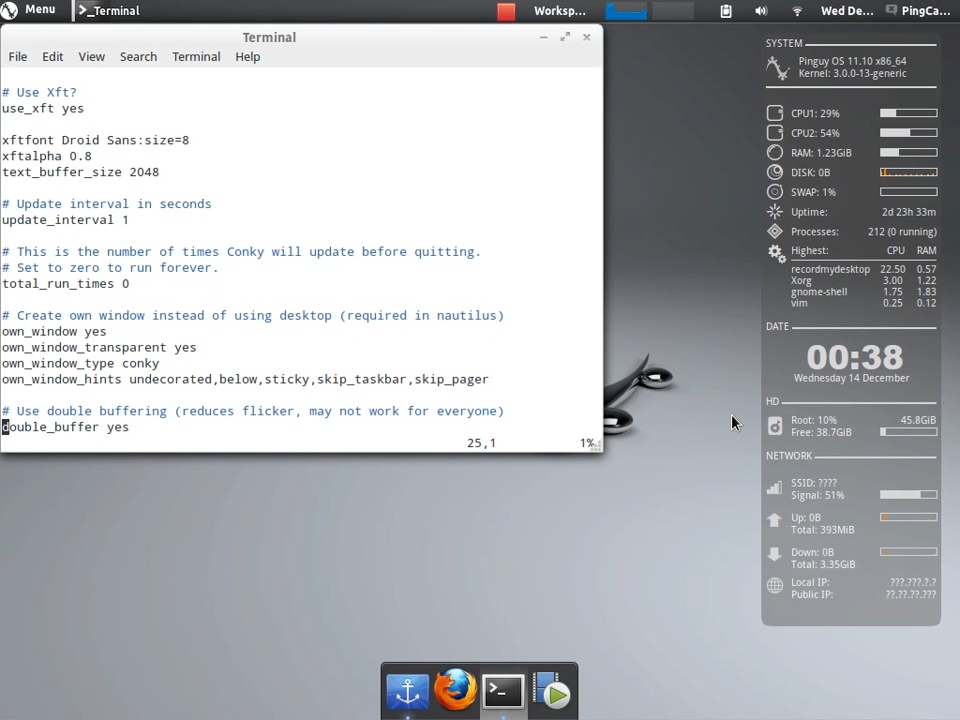 Menu
>_Terminal
Worksp...
Wed De...
PingCa...
Terminal
File Edit View Search Terminal Help
# Use Xft?
use_xft yes
xftfont Droid Sans:size=8
xftalpha 0.8
text_buffer_size 2048
# Update interval in seconds
update_interval 1
# This is the number of times Conky will update before quitting.
# Set to zero to run forever.
total_run_times 0
# Create own window instead of using desktop (required in nautilus)
own_window yes
own_window_transparent yes
own_window_type conky
own_window_hints undecorated,below,sticky,skip_taskbar,skip_pager
# Use double buffering (reduces flicker, may not work for everyone)
double_buffer yes
25,1 1%
SYSTEM
Pinguy OS 11.10 x86_64
Kernel: 3.0.0-13-generic
CPU1: 29%
CPU2: 54%
RAM: 1.23GiB
DISK: 0B
SWAP: 1%
Uptime: 2d 23h 33m
Processes: 212 (0 running)
Highest: CPU RAM
recordmydesktop 22.50 0.57
Xorg 3.00 1.22
gnome-shell 1.75 1.83
vim 0.25 0.12
DATE
00:38
Wednesday 14 December
HD
Root: 10% 45.8GiB
Free: 38.7GiB
NETWORK
SSID: ????
Signal: 51%
Up: 0B
Total: 393MiB
Down: 0B
Total: 3.35GiB
Local IP: ???.???.?.?
Public IP: ??.??.??.???